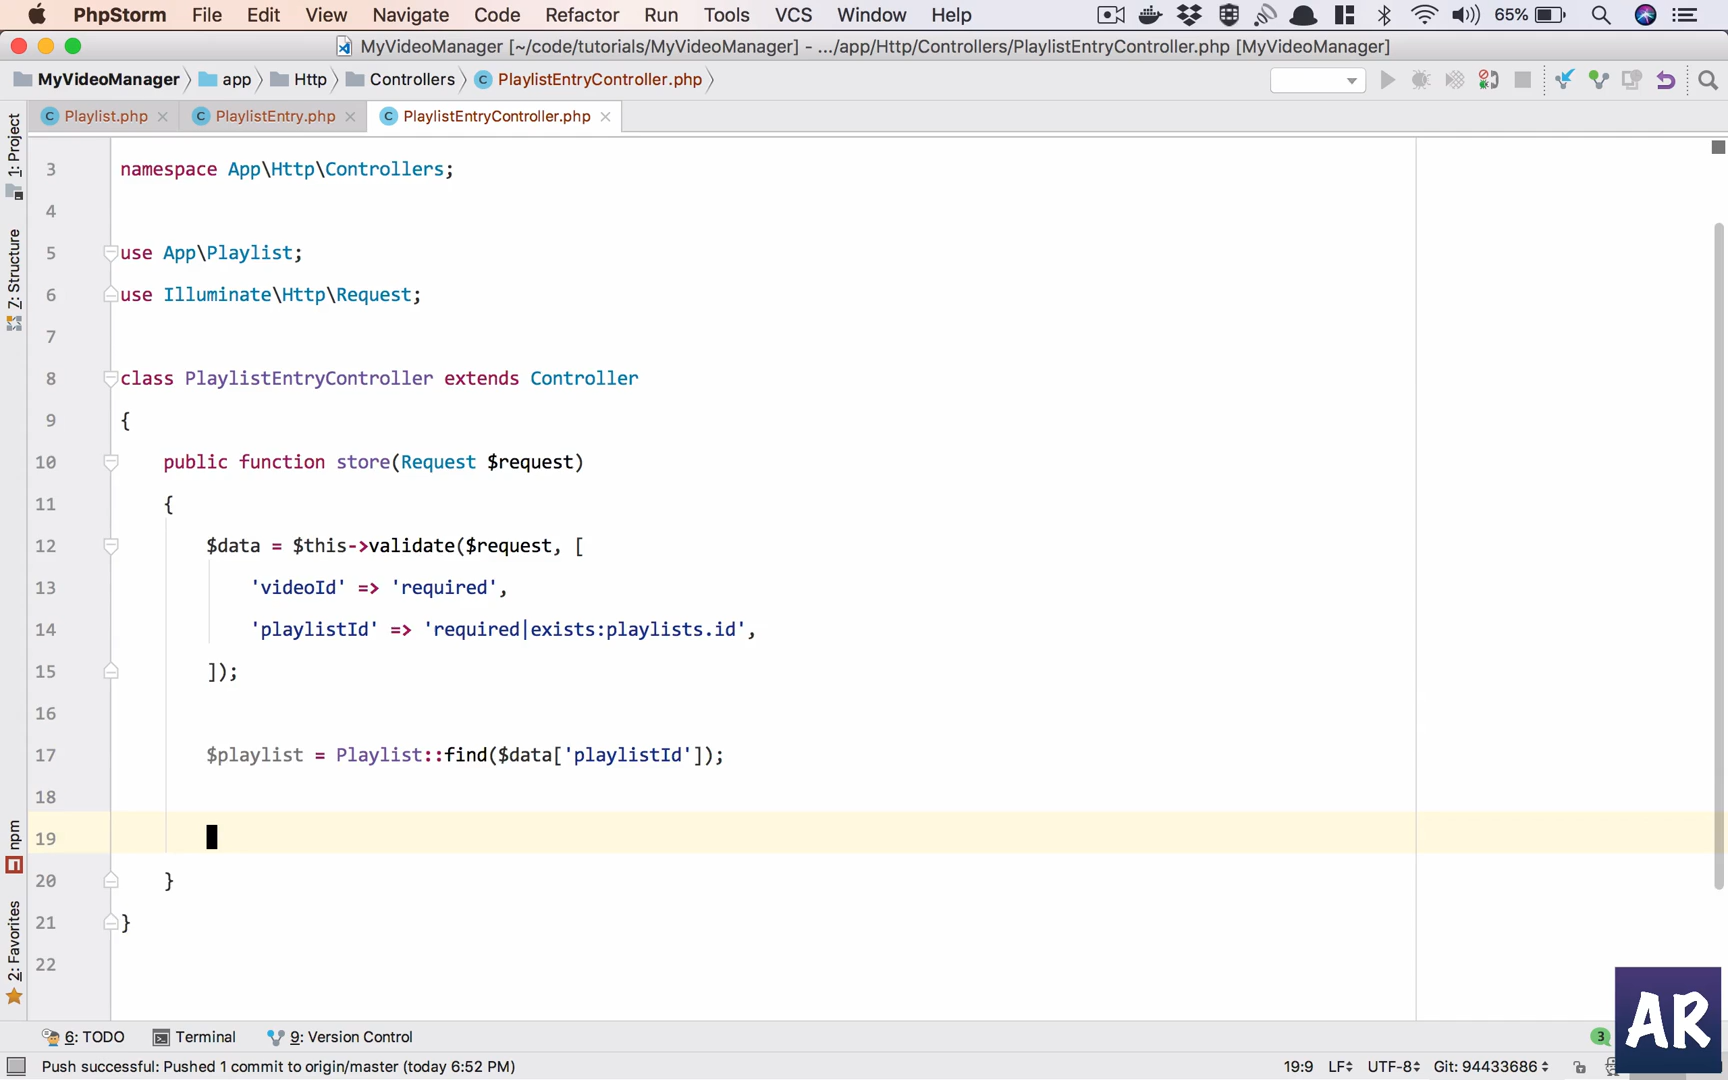 PhpStorm File Edit View Navigate Code Refactor Run Tools VCS Window Help 65%
MyVideoManager [~/code/tutorials/MyVideoManager] - .../app/Http/Controllers/PlaylistEntryController.php [MyVideoManager]
MyVideoManager app Http Controllers PlaylistEntryController.php
Playlist.php PlaylistEntry.php PlaylistEntryController.php
1: Project
7: Structure
npm
2: Favorites
3 namespace App\Http\Controllers;
4
5 use App\Playlist;
6 use Illuminate\Http\Request;
7
8 class PlaylistEntryController extends Controller
9 {
10 public function store(Request $request)
11 {
12 $data = $this->validate($request, [
13 'videoId' => 'required',
14 'playlistId' => 'required|exists:playlists.id',
15 ]);
16
17 $playlist = Playlist::find($data['playlistId']);
18
19
20 }
21 }
22
6: TODO Terminal 9: Version Control 3
AR
Push successful: Pushed 1 commit to origin/master (today 6:52 PM) 19:9 LF UTF-8 Git: 94433686